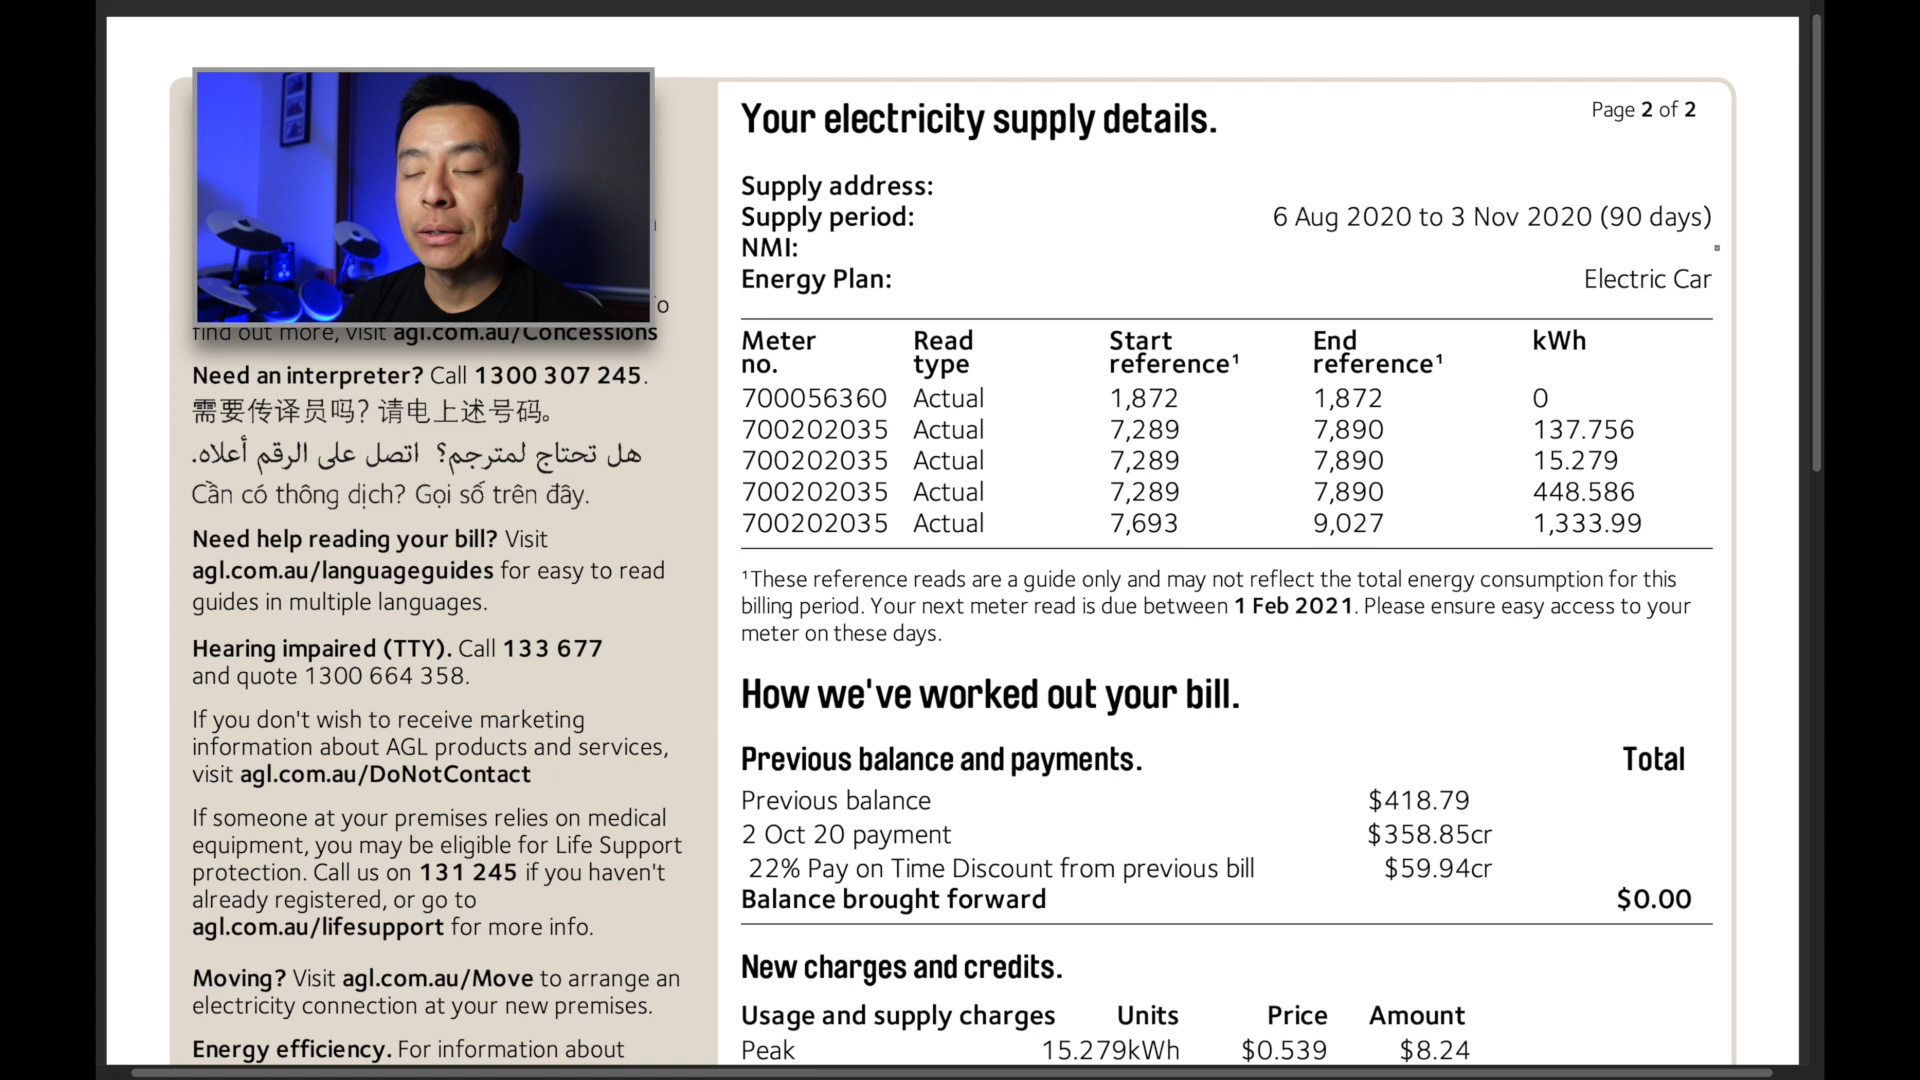 find out more, visit agl.com.au/Concessions
Need an interpreter? Call 1300 307 245.
需要传译员吗? 请电上述号码。
هل تحتاج لمترجم؟ اتصل على الرقم أعلاه.
Cần có thông dịch? Gọi số trên đây.
Need help reading your bill? Visit
agl.com.au/languageguides for easy to read
guides in multiple languages.
Hearing impaired (TTY). Call 133 677
and quote 1300 664 358.
If you don't wish to receive marketing
information about AGL products and services,
visit agl.com.au/DoNotContact
If someone at your premises relies on medical
equipment, you may be eligible for Life Support
protection. Call us on 131 245 if you haven't
already registered, or go to
agl.com.au/lifesupport for more info.
Moving? Visit agl.com.au/Move to arrange an
electricity connection at your new premises.
Energy efficiency. For information about
Your electricity supply details.
Page 2 of 2
Supply address:
Supply period: 6 Aug 2020 to 3 Nov 2020 (90 days)
NMI:
Energy Plan: Electric Car
Meter Read Start End kWh
no. type reference¹ reference¹
700056360 Actual 1,872 1,872 0
700202035 Actual 7,289 7,890 137.756
700202035 Actual 7,289 7,890 15.279
700202035 Actual 7,289 7,890 448.586
700202035 Actual 7,693 9,027 1,333.99
¹These reference reads are a guide only and may not reflect the total energy consumption for this
billing period. Your next meter read is due between 1 Feb 2021. Please ensure easy access to your
meter on these days.
How we've worked out your bill.
Previous balance and payments. Total
Previous balance $418.79
2 Oct 20 payment $358.85cr
22% Pay on Time Discount from previous bill $59.94cr
Balance brought forward $0.00
New charges and credits.
Usage and supply charges Units Price Amount
Peak 15.279kWh $0.539 $8.24